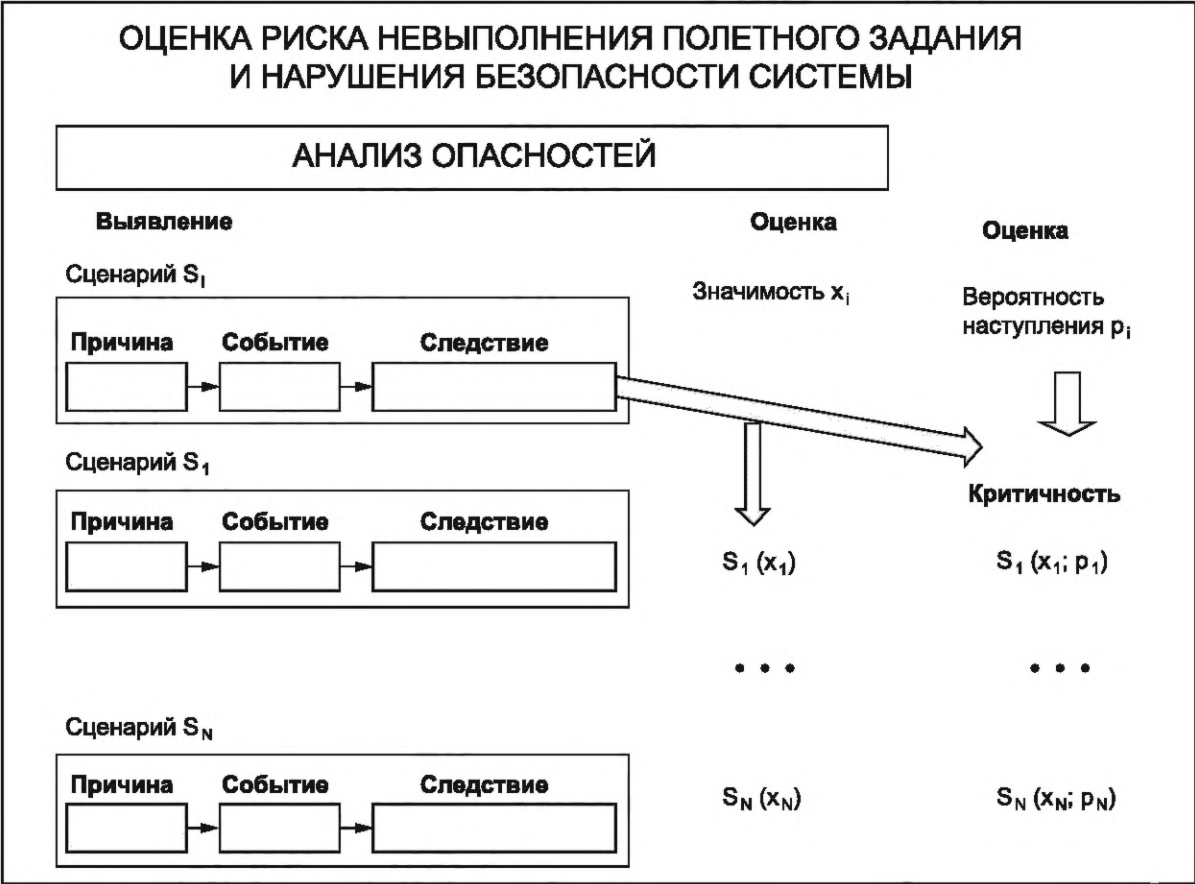 ОЦЕНКА РИСКА НЕВЫПОЛНЕНИЯ ПОЛЕТНОГО ЗАДАНИЯ
И НАРУШЕНИЯ БЕЗОПАСНОСТИ СИСТЕМЫ
АНАЛИЗ ОПАСНОСТЕЙ
Выявление
Оценка
Оценка
Сценарий S_I
Значимость x_i
Вероятность
наступления p_i
Причина Событие Следствие
Сценарий S_1
Критичность
Причина Событие Следствие
S_1 (x_1)
S_1 (x_1; p_1)
• • •
• • •
Сценарий S_N
Причина Событие Следствие
S_N (x_N)
S_N (x_N; p_N)